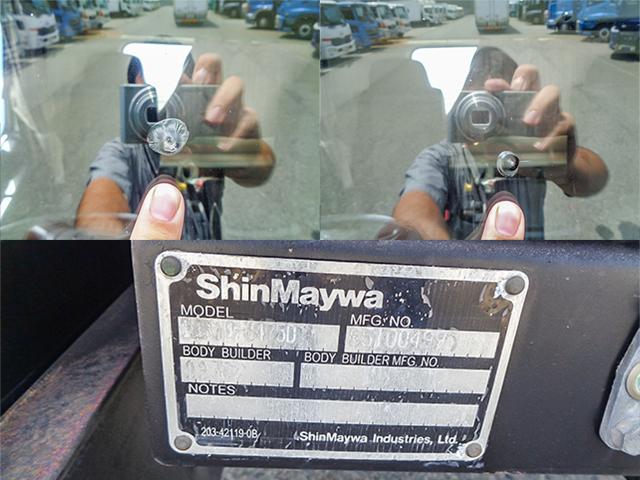 ShinMaywa
MODEL
MFG. NO.
BODY BUILDER
BODY BUILDER MFG. NO.
NOTES
203-42119-0B
ShinMaywa Industries, Ltd.